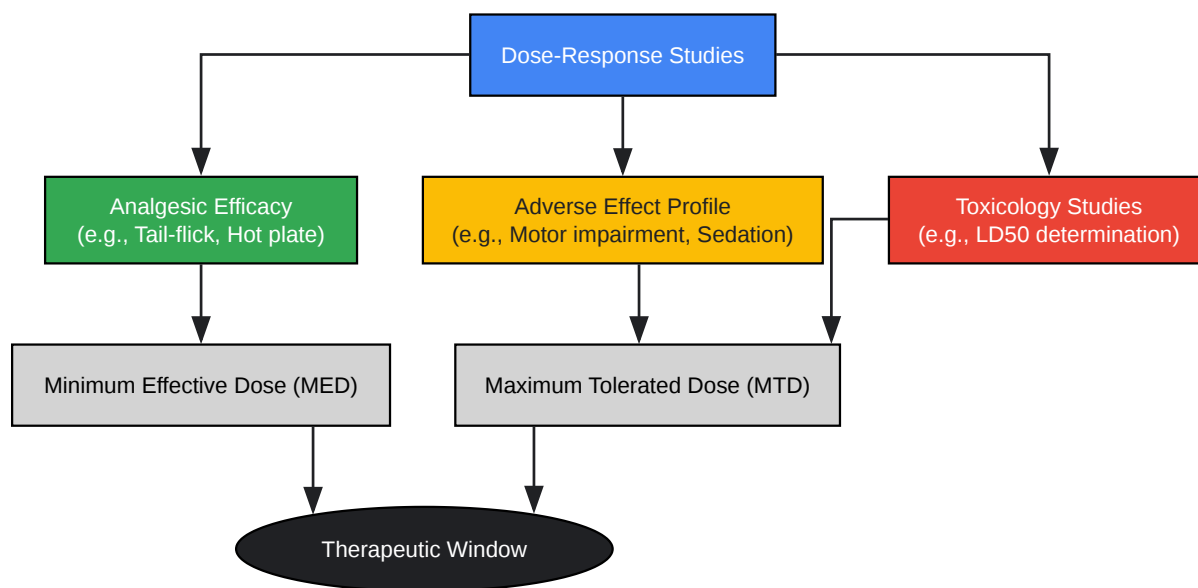 Dose-Response Studies
Analgesic Efficacy
(e.g., Tail-flick, Hot plate)
Adverse Effect Profile
(e.g., Motor impairment, Sedation)
Toxicology Studies
(e.g., LD50 determination)
Minimum Effective Dose (MED)
Maximum Tolerated Dose (MTD)
Therapeutic Window